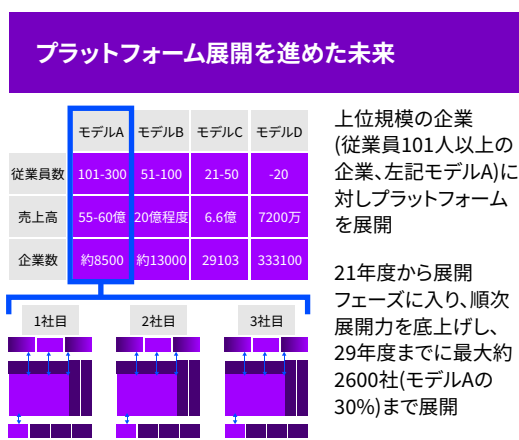 プラットフォーム展開を進めた未来
モデルA モデルB モデルC モデルD
従業員数 101-300 51-100 21-50 -20
売上高 55-60億 20億程度 6.6億 7200万
企業数 約8500 約13000 29103 333100
1社目 2社目 3社目
上位規模の企業
(従業員101人以上の
企業、左記モデルA)に
対しプラットフォーム
を展開
21年度から展開
フェーズに入り、順次
展開力を底上げし、
29年度までに最大約
2600社(モデルAの
30%)まで展開